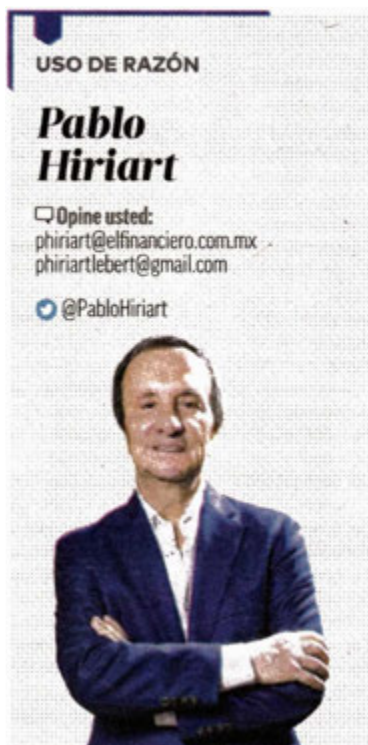 USO DE RAZÓN
Pablo
Hiriart
Opine usted:
phiriart@elfinanciero.com.mx
phiriartlebert@gmail.com
@PabloHiriart